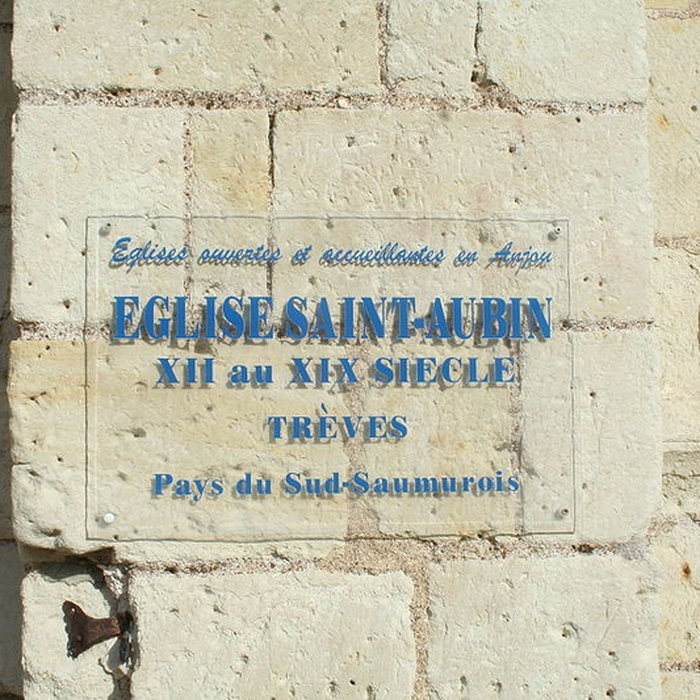 Eglises ouvertes et accueillantes en Anjou
EGLISE SAINT-AUBIN
XII au XIX SIECLE
TRÈVES
Pays du Sud-Saumurois